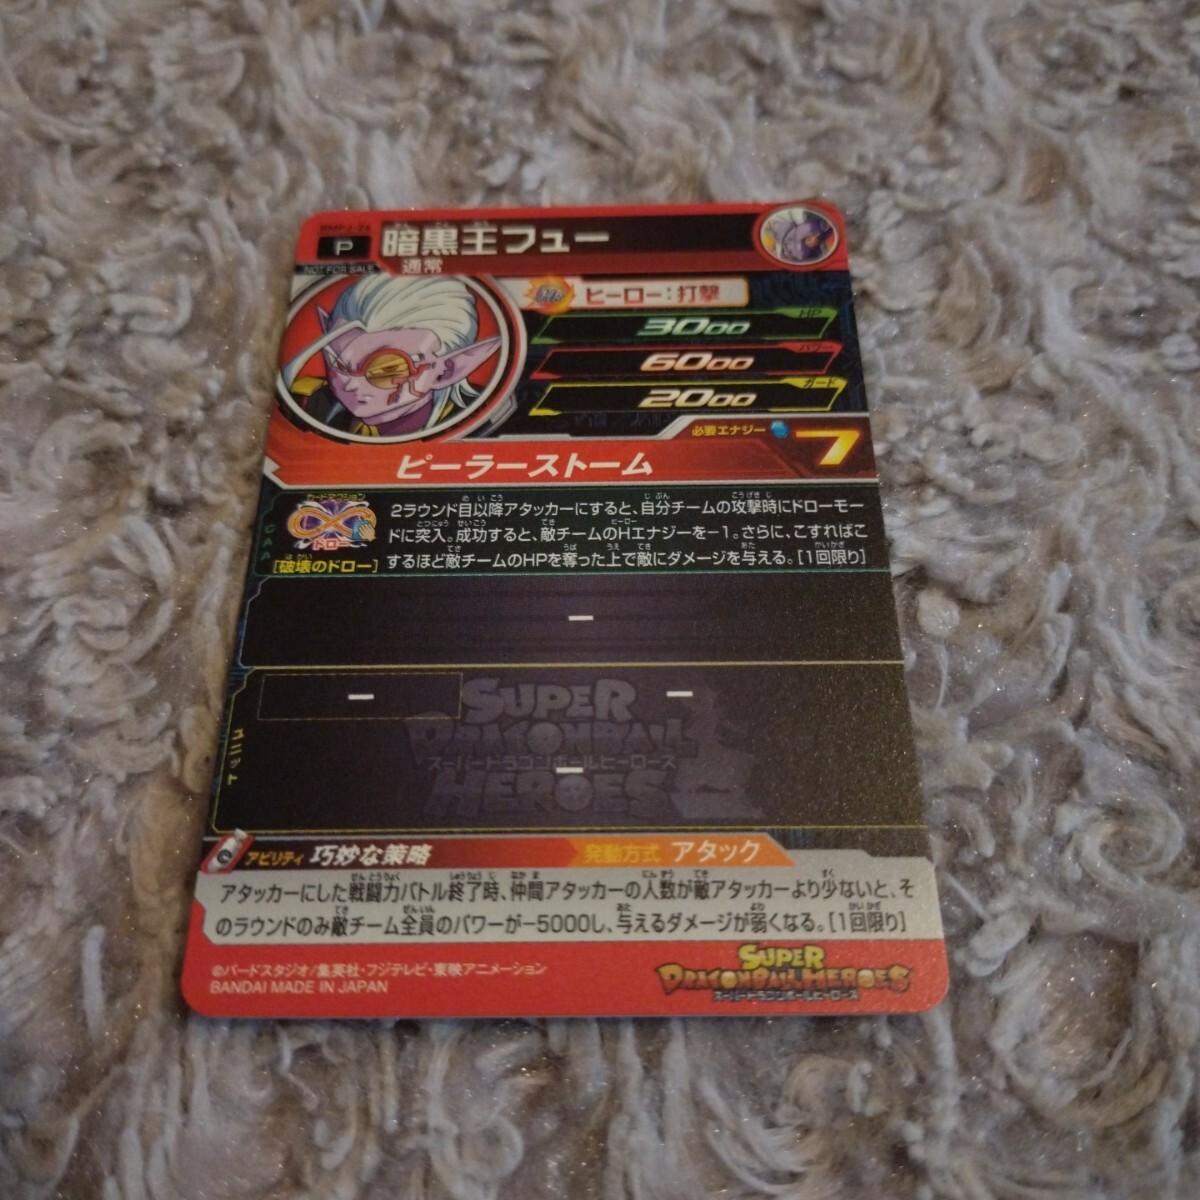 P
暗黒王フュー
NOT FOR SALE
通常
ヒーロー:打撃
HP
3000
パワー
6000
ガード
2000
必要エナジー 7
ピーラーストーム
カードアクション
ドロー
CAA
[破壊のドロー]
2ラウンド目以降アタッカーにすると、自分チームの攻撃時にドローモー
ドに突入。成功すると、敵チームのHエナジーを-1。さらに、こすればこ
するほど敵チームのHPを奪った上で敵にダメージを与える。[1回限り]
-
- -
ユニット
-
SUPER
DRAGONBALL
スーパードラゴンボールヒーローズ
HEROES
アビリティ 巧妙な策略 発動方式 アタック
アタッカーにした戦闘力バトル終了時、仲間アタッカーの人数が敵アタッカーより少ないと、そ
のラウンドのみ敵チーム全員のパワーが-5000し、与えるダメージが弱くなる。[1回限り]
©バードスタジオ/集英社・フジテレビ・東映アニメーション
BANDAI MADE IN JAPAN
SUPER
DRAGONBALL HEROES
スーパードラゴンボールヒーローズ